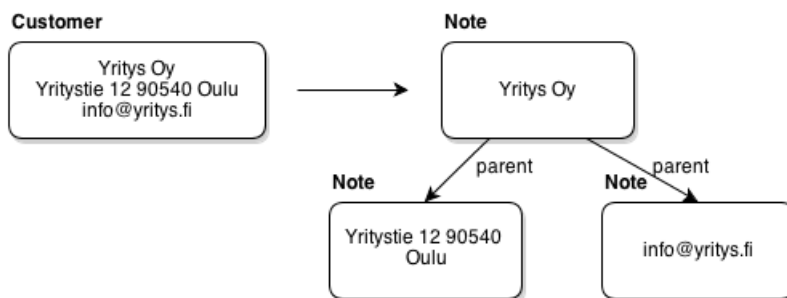 Customer
Yritys Oy
Yritystie 12 90540 Oulu
info@yritys.fi
Note
Yritys Oy
parent
parent
Note
Yritystie 12 90540
Oulu
Note
info@yritys.fi